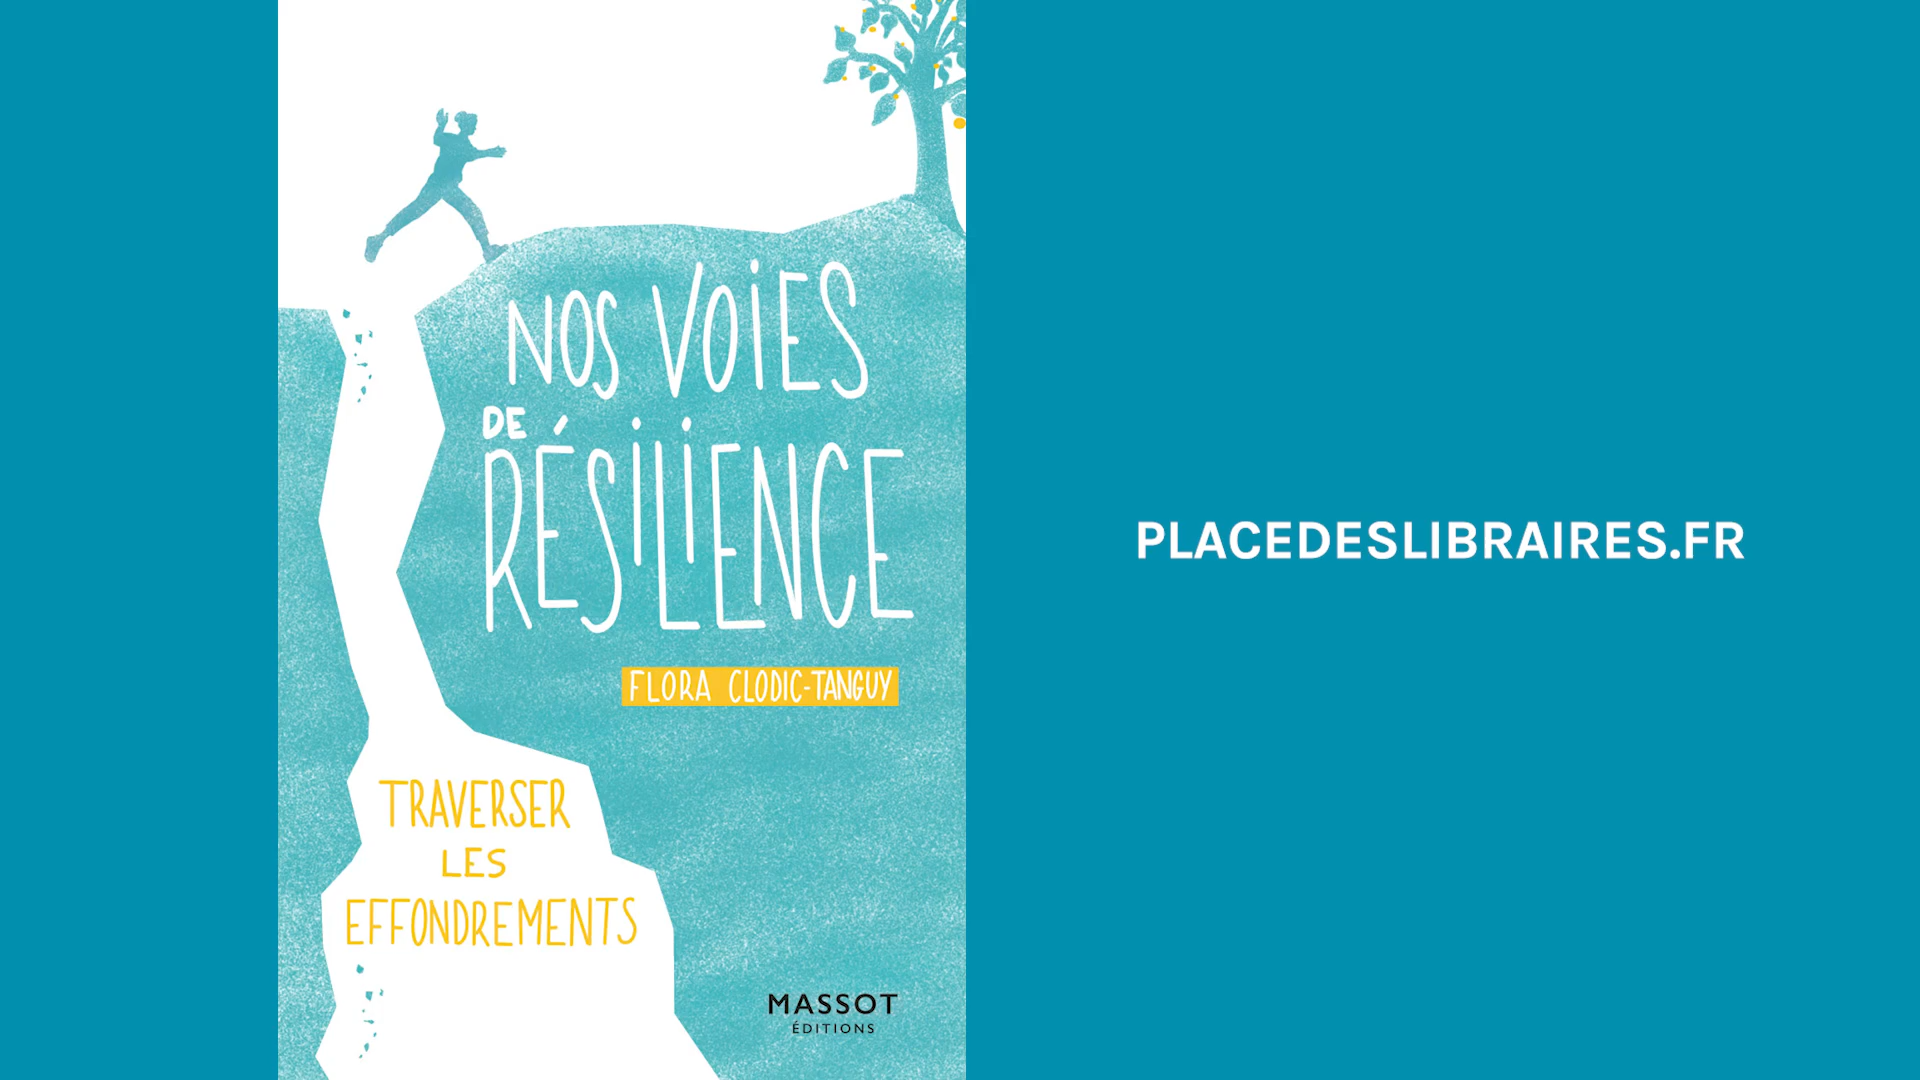 NOS VOIES
DE
RÉSILIENCE
FLORA CLODIC-TANGUY
TRAVERSER
LES
EFFONDREMENTS
MASSOT
ÉDITIONS
PLACEDESLIBRAIRES.FR